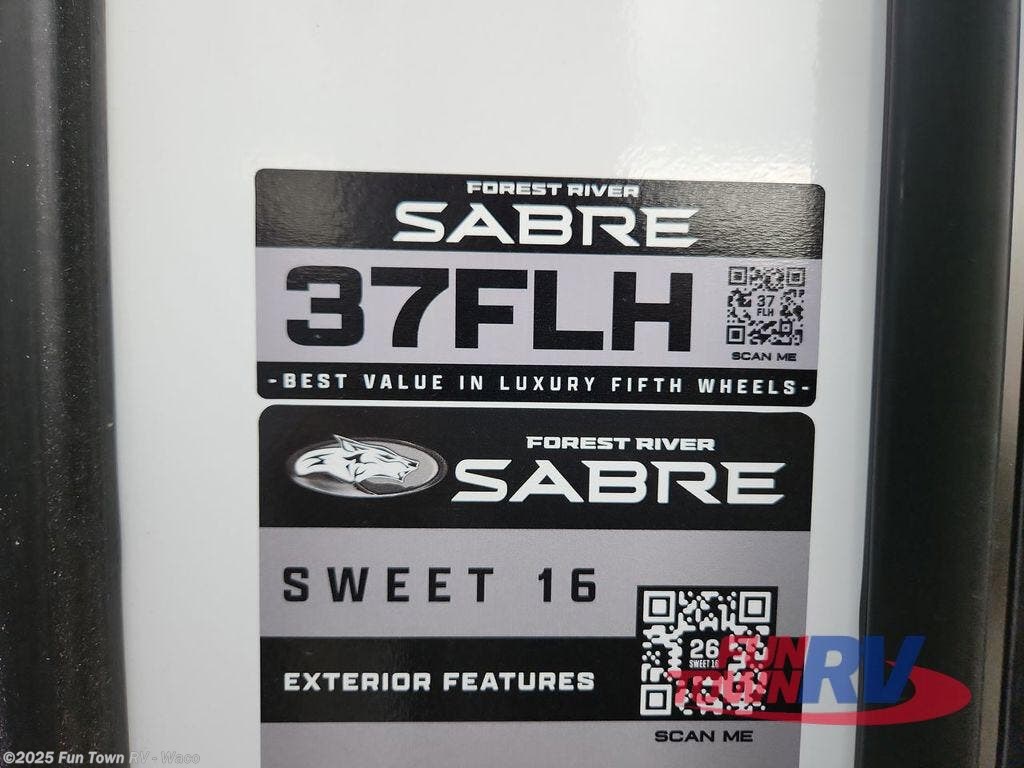 FOREST RIVER
SABRE
37FLH
37
FLH
SCAN ME
-BEST VALUE IN LUXURY FIFTH WHEELS-
FOREST RIVER
SABRE
SWEET 16
26
SWEET 16
EXTERIOR FEATURES
SCAN ME
FUN TOWN RV
©2025 Fun Town RV - Waco